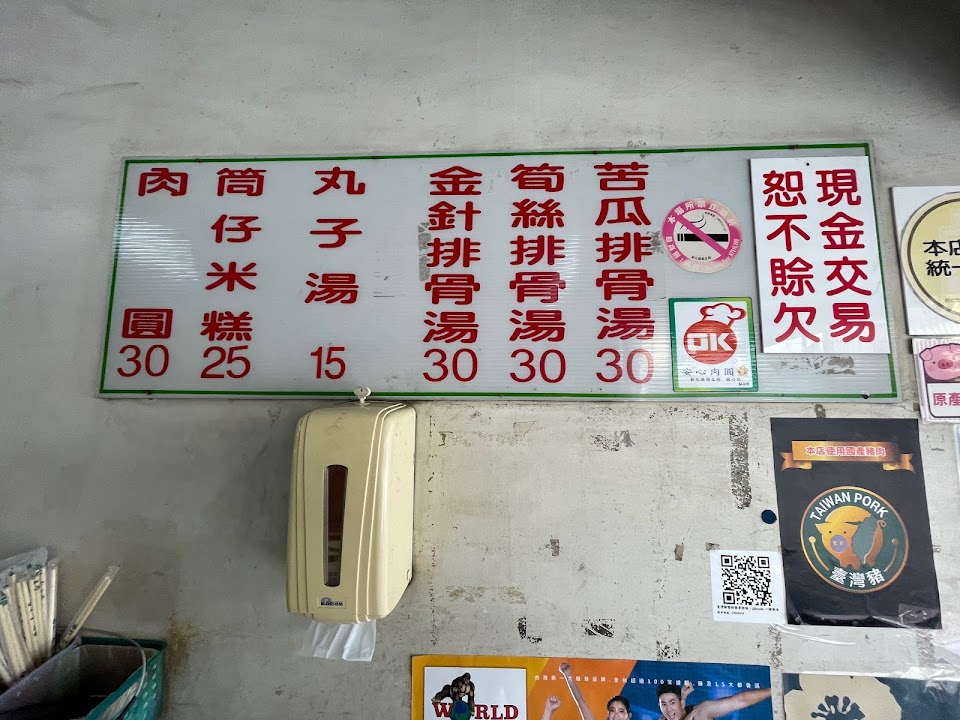 肉圓 30
筒仔米糕 25
丸子湯 15
金針排骨湯 30
筍絲排骨湯 30
苦瓜排骨湯 30
OK
安心肉圓
現金交易
恕不賒欠
本店
統一
原產
本店使用國產豬肉
TAIWAN PORK
臺灣豬
WORLD